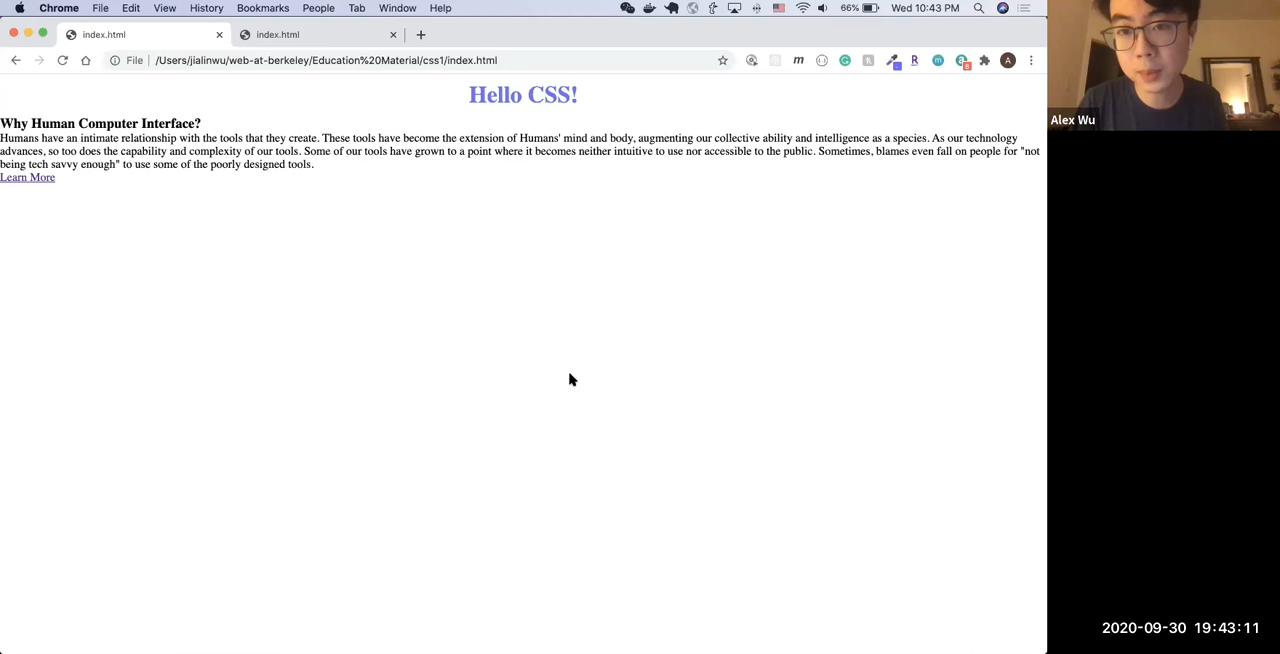 Chrome File Edit View History Bookmarks People Tab Window Help 66% Wed 10:43 PM
index.html index.html
File /Users/jialinwu/web-at-berkeley/Education%20Material/css1/index.html
Hello CSS!
Why Human Computer Interface?
Humans have an intimate relationship with the tools that they create. These tools have become the extension of Humans' mind and body, augmenting our collective ability and intelligence as a species. As our technology
advances, so too does the capability and complexity of our tools. Some of our tools have grown to a point where it becomes neither intuitive to use nor accessible to the public. Sometimes, blames even fall on people for "not
being tech savvy enough" to use some of the poorly designed tools.
Learn More
Alex Wu
2020-09-30 19:43:11